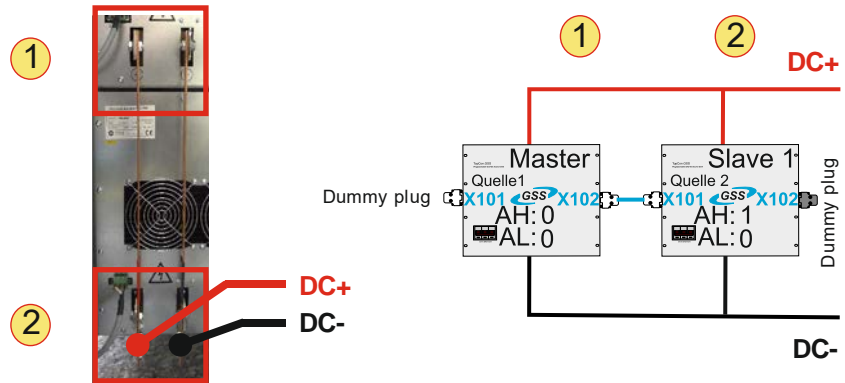 1
2
DC+
DC-
1
2
DC+
Master
Slave 1
Quelle1
Quelle 2
Dummy plug
X101
GSS
X102
X101
GSS
X102
Dummy plug
AH: 0
AH: 1
AL: 0
AL: 0
DC-